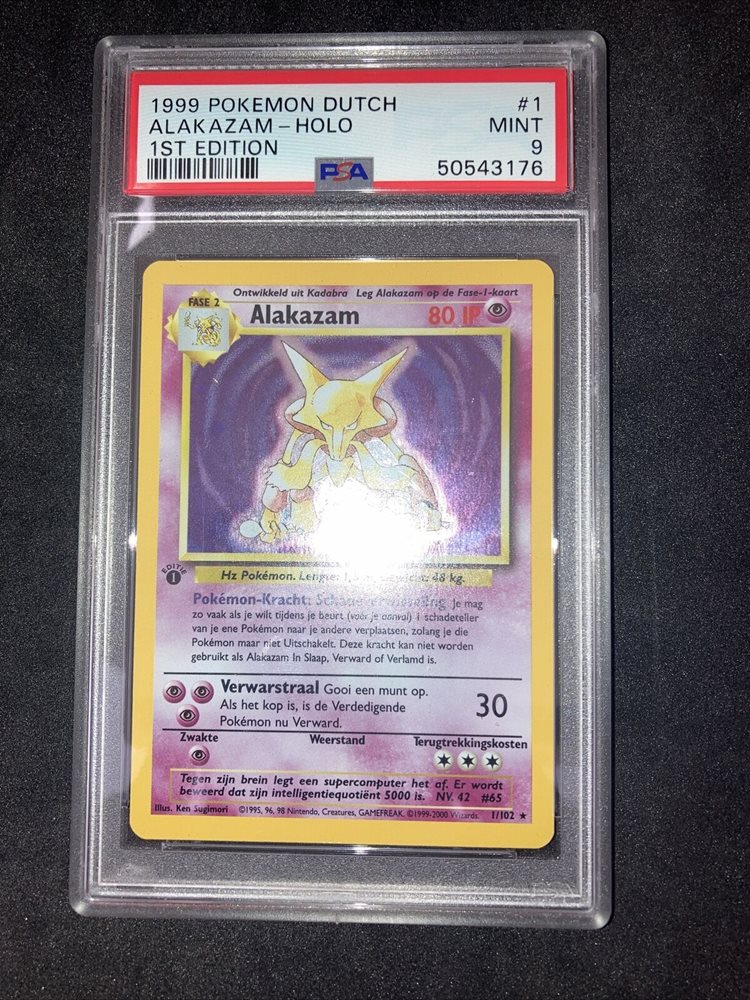 1999 POKEMON DUTCH #1
ALAKAZAM - HOLO MINT
1ST EDITION 9
PSA 50543176
Ontwikkeld uit Kadabra Leg Alakazam op de Fase-1-kaart
FASE 2
Alakazam 80 IP
EDITIE
1
Hz Pokémon. Lengte: 48 kg.
Pokémon-Kracht: Je mag
zo vaak als je wilt tijdens je beurt (voor je aanval) 1 schadeteller
van je ene Pokémon naar je andere verplaatsen, zolang je die
Pokémon maar niet Uitschakelt. Deze kracht kan niet worden
gebruikt als Alakazam In Slaap, Verward of Verlamd is.
Verwarstraal Gooi een munt op.
Als het kop is, is de Verdedigende 30
Pokémon nu Verward.
Zwakte Weerstand Terugtrekkingskosten
Tegen zijn brein legt een supercomputer het af. Er wordt
beweerd dat zijn intelligentiequotiënt 5000 is. NV. 42 #65
Illus. Ken Sugimori ©1995, 96, 98 Nintendo, Creatures, GAMEFREAK. ©1999-2000 Wizards. 1/102 ★